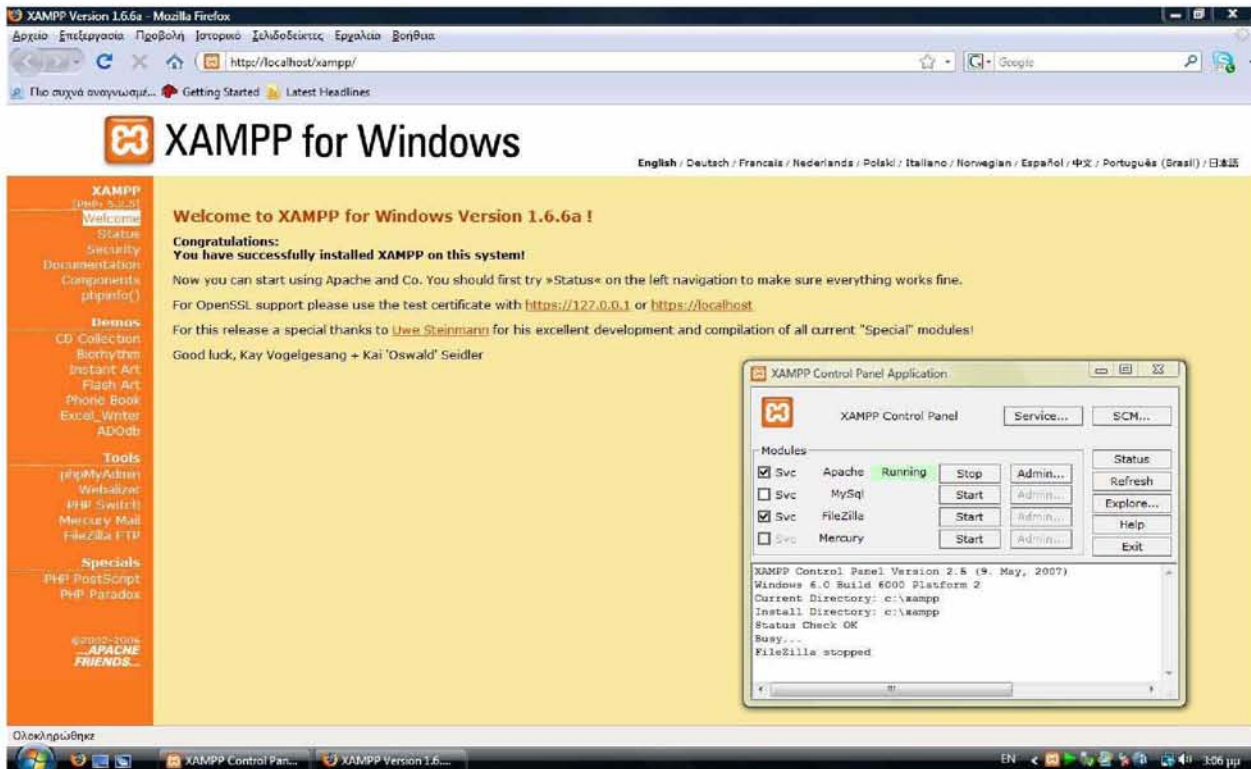 XAMPP Version 1.6.6a - Mozilla Firefox
Αρχείο Επεξεργασία Προβολή Ιστορικό Σελιδοδείκτες Εργαλεία Βοήθεια
http://localhost/xampp/
Google
Πιο συχνά αναγνωσμέ... Getting Started Latest Headlines
XAMPP for Windows
English / Deutsch / Francais / Nederlands / Polski / Italiano / Norwegian / Español / 中文 / Português (Brasil) / 日本語
XAMPP
[PHP: 5.2.5]
Welcome
Status
Security
Documentation
Components
phpinfo()
Demos
CD Collection
Biorhythm
Instant Art
Flash Art
Phone Book
Excel_Writer
ADOdb
Tools
phpMyAdmin
Webalizer
PHP Switch
Mercury Mail
FileZilla FTP
Specials
PHP PostScript
PHP Paradox
©2002-2006
...APACHE
FRIENDS...
Welcome to XAMPP for Windows Version 1.6.6a !
Congratulations:
You have successfully installed XAMPP on this system!
Now you can start using Apache and Co. You should first try »Status« on the left navigation to make sure everything works fine.
For OpenSSL support please use the test certificate with https://127.0.0.1 or https://localhost
For this release a special thanks to Uwe Steinmann for his excellent development and compilation of all current "Special" modules!
Good luck, Kay Vogelgesang + Kai 'Oswald' Seidler
XAMPP Control Panel Application
XAMPP Control Panel Service... SCM...
Modules
Svc Apache Running Stop Admin...
Svc MySql Start Admin...
Svc FileZilla Start Admin...
Svc Mercury Start Admin...
Status
Refresh
Explore...
Help
Exit
XAMPP Control Panel Version 2.5 (9. May, 2007)
Windows 6.0 Build 6000 Platform 2
Current Directory: c:\xampp
Install Directory: c:\xampp
Status Check OK
Busy...
FileZilla stopped
Ολοκληρώθηκε
XAMPP Control Pan... XAMPP Version 1.6.... EN 3:06 μμ